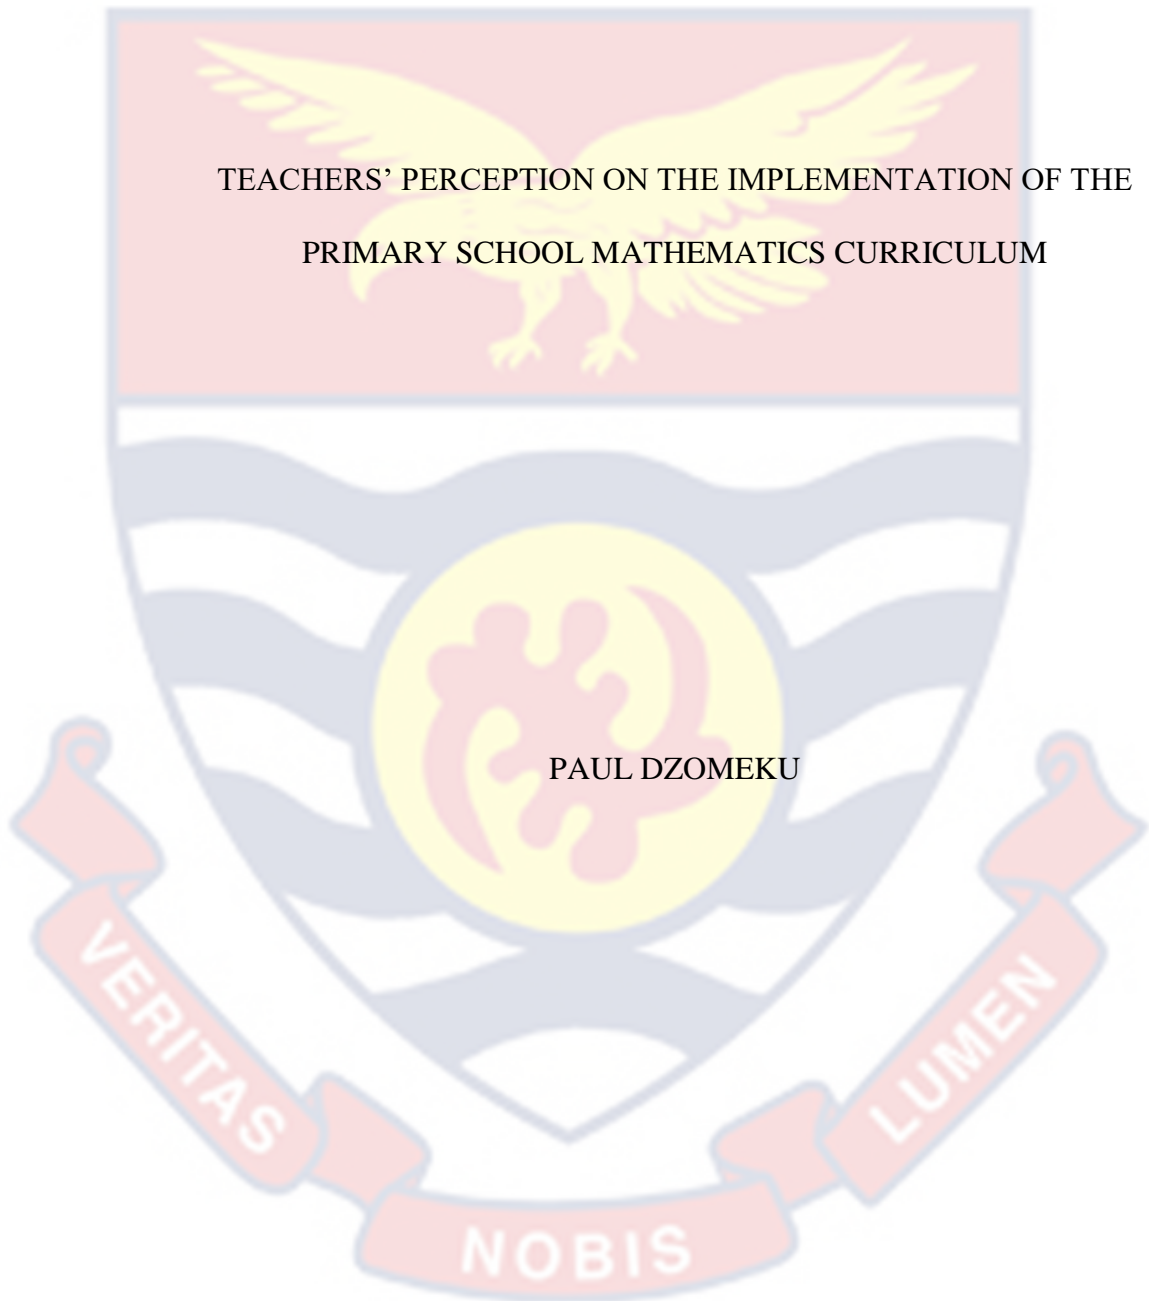 TEACHERS’ PERCEPTION ON THE IMPLEMENTATION OF THE
PRIMARY SCHOOL MATHEMATICS CURRICULUM
PAUL DZOMEKU
VERITAS
NOBIS
LUMEN